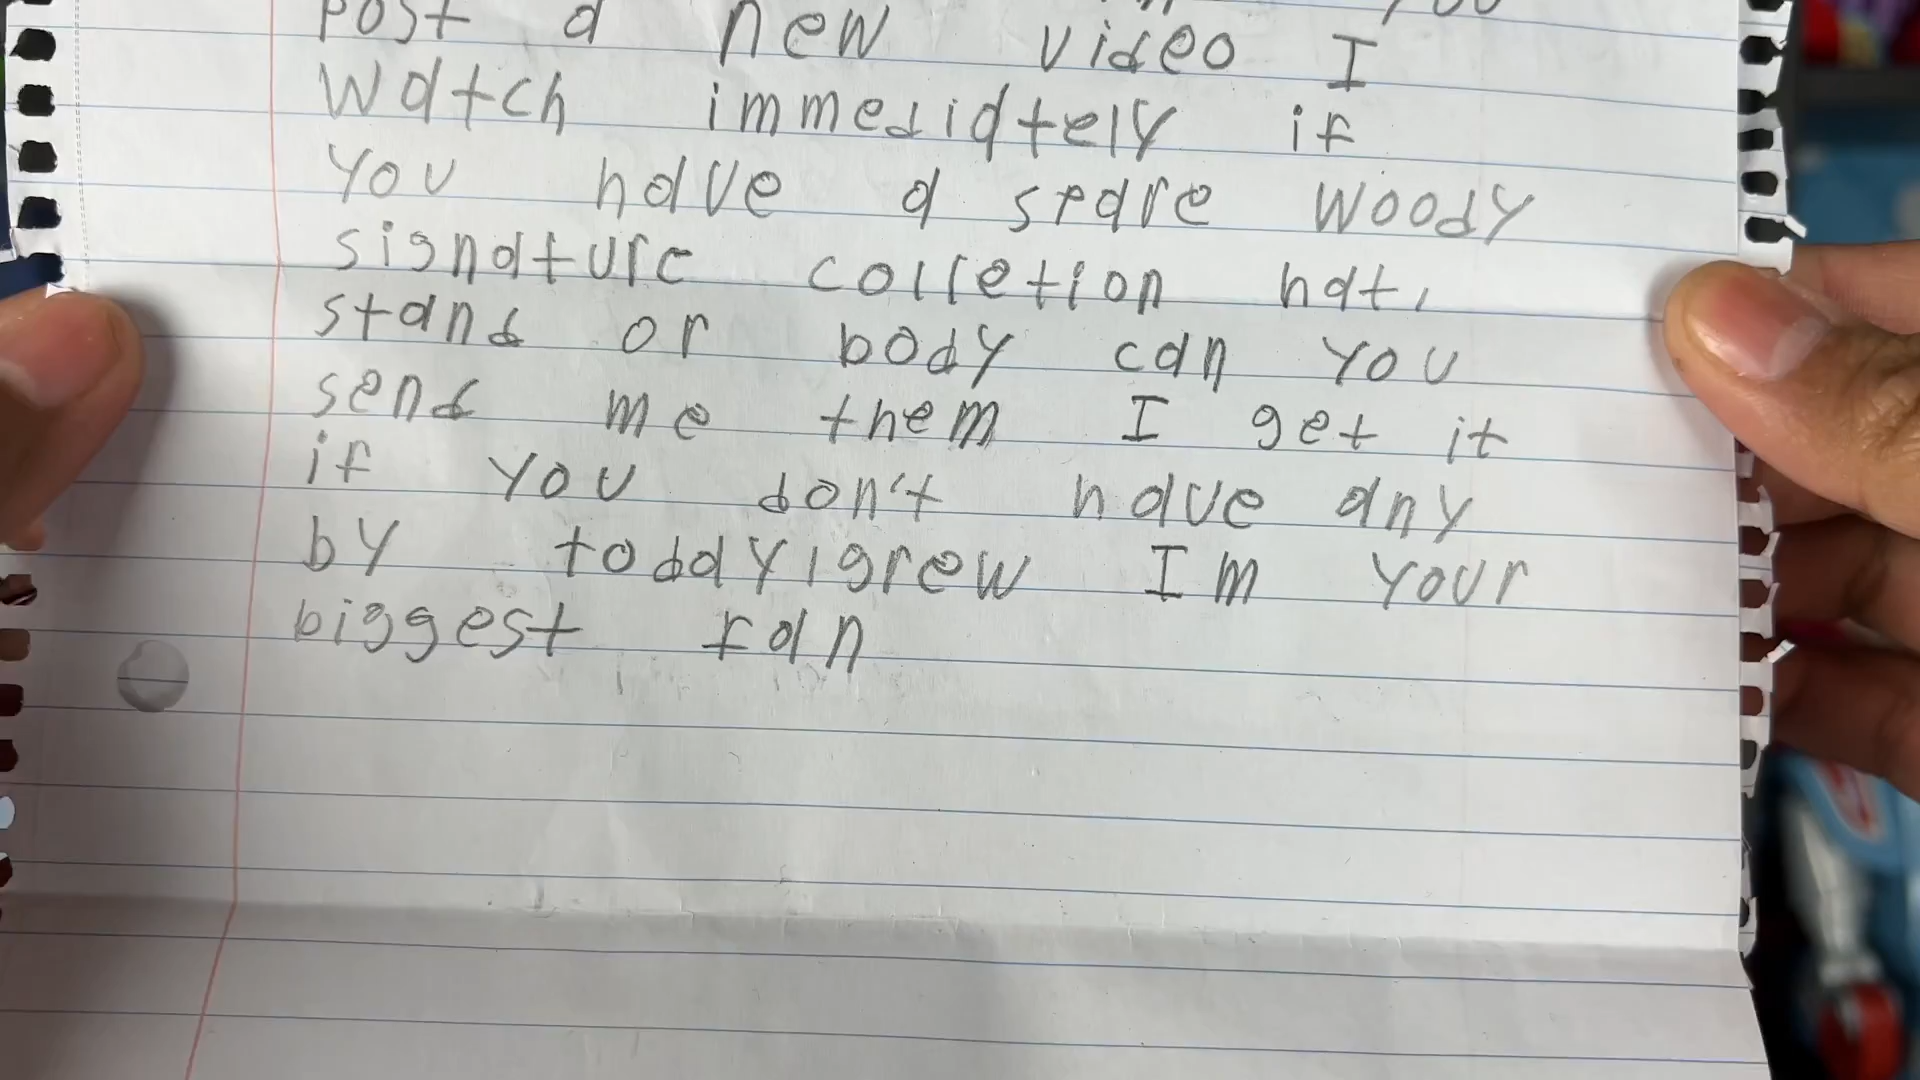 Post a new video I
watch immediately if
you have a spare woody
signature colletion hat,
stand or body can you
send me them I get it
if you don't have any
by toddy1grew Im your
biggest fan